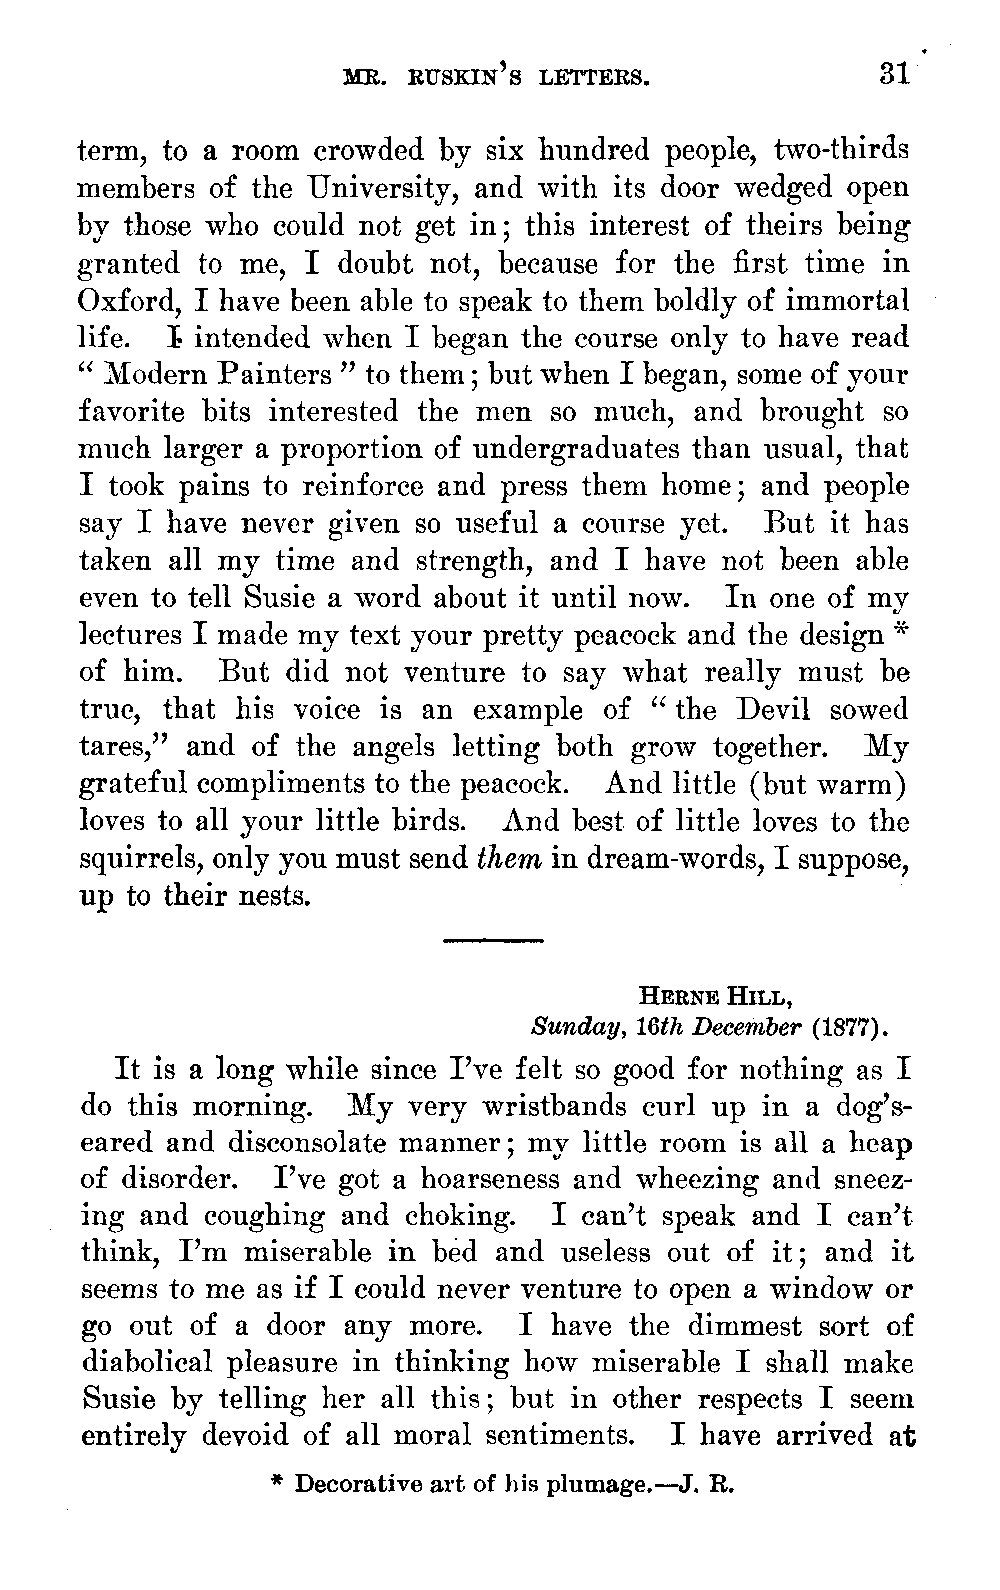 MR. RUSKIN'S LETTERS. 31
term, to a room crowded by six hundred people, two-thirds
members of the University, and with its door wedged open
by those who could not get in; this interest of theirs being
granted to me, I doubt not, because for the first time in
Oxford, I have been able to speak to them boldly of immortal
life. I intended when I began the course only to have read
“ Modern Painters ” to them; but when I began, some of your
favorite bits interested the men so much, and brought so
much larger a proportion of undergraduates than usual, that
I took pains to reinforce and press them home; and people
say I have never given so useful a course yet. But it has
taken all my time and strength, and I have not been able
even to tell Susie a word about it until now. In one of my
lectures I made my text your pretty peacock and the design *
of him. But did not venture to say what really must be
true, that his voice is an example of “ the Devil sowed
tares,” and of the angels letting both grow together. My
grateful compliments to the peacock. And little (but warm)
loves to all your little birds. And best of little loves to the
squirrels, only you must send them in dream-words, I suppose,
up to their nests.
HERNE HILL,
Sunday, 16th December (1877).
It is a long while since I've felt so good for nothing as I
do this morning. My very wristbands curl up in a dog's-
eared and disconsolate manner; my little room is all a heap
of disorder. I've got a hoarseness and wheezing and sneez-
ing and coughing and choking. I can't speak and I can't
think, I'm miserable in bed and useless out of it; and it
seems to me as if I could never venture to open a window or
go out of a door any more. I have the dimmest sort of
diabolical pleasure in thinking how miserable I shall make
Susie by telling her all this; but in other respects I seem
entirely devoid of all moral sentiments. I have arrived at
* Decorative art of his plumage.—J. R.